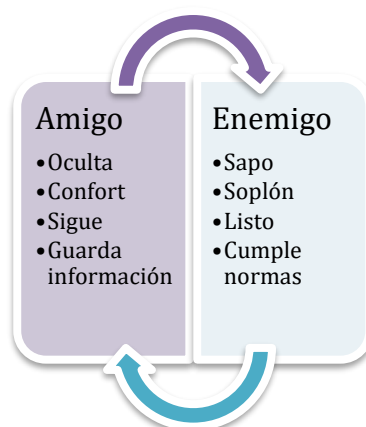 Amigo
•Oculta
•Confort
•Sigue
•Guarda
información
Enemigo
•Sapo
•Soplón
•Listo
•Cumple
normas